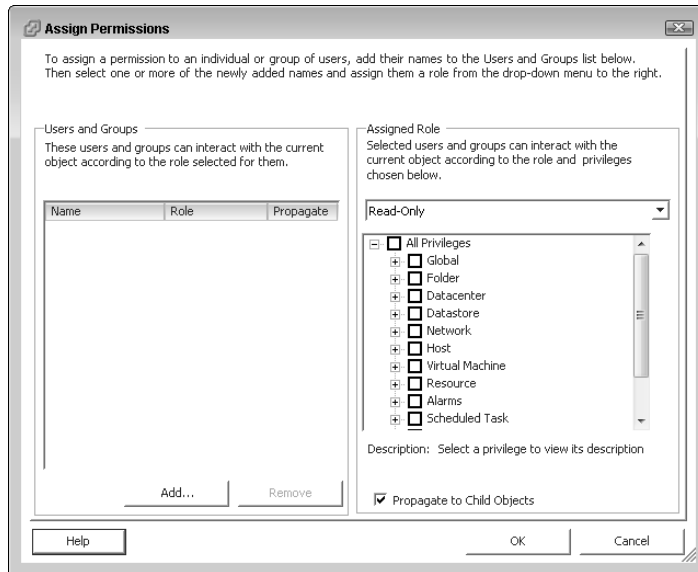 Assign Permissions
To assign a permission to an individual or group of users, add their names to the Users and Groups list below.
Then select one or more of the newly added names and assign them a role from the drop-down menu to the right.
Users and Groups
These users and groups can interact with the current
object according to the role selected for them.
Name Role Propagate
Add...
Remove
Assigned Role
Selected users and groups can interact with the
current object according to the role and privileges
chosen below.
Read-Only
All Privileges
Global
Folder
Datacenter
Datastore
Network
Host
Virtual Machine
Resource
Alarms
Scheduled Task
Description: Select a privilege to view its description
Propagate to Child Objects
Help
OK
Cancel